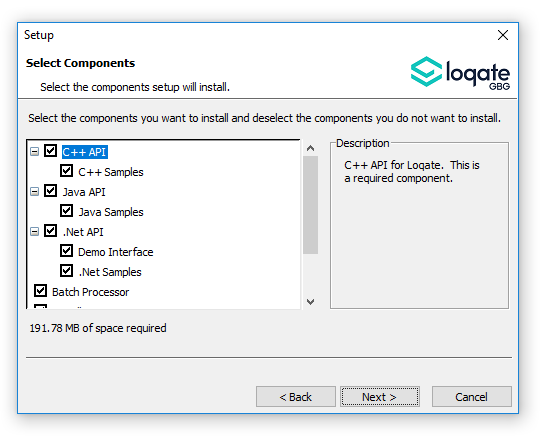 Setup
Select Components
Select the components setup will install.
loqate
GBG
Select the components you want to install and deselect the components you do not want to install.
C++ API
C++ Samples
Java API
Java Samples
.Net API
Demo Interface
.Net Samples
Batch Processor
Description
C++ API for Loqate. This is
a required component.
191.78 MB of space required
< Back
Next >
Cancel